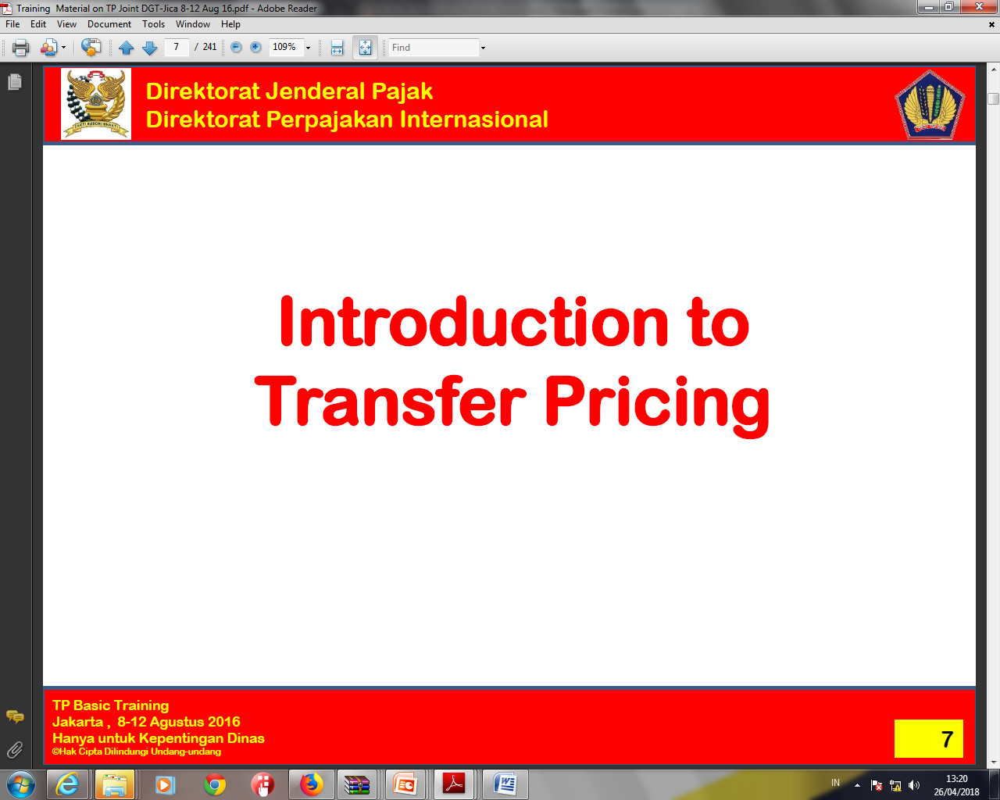 Training  Material on TP Joint DGT-Jica 8-12 Aug 16.pdf - Adobe Reader
File Edit View Document Tools Window Help
7 / 241 109% Find
Direktorat Jenderal Pajak
Direktorat Perpajakan Internasional
Introduction to
Transfer Pricing
TP Basic Training
Jakarta ,  8-12 Agustus 2016
Hanya untuk Kepentingan Dinas
©Hak Cipta Dilindungi Undang-undang
7
IN
13:20
26/04/2018